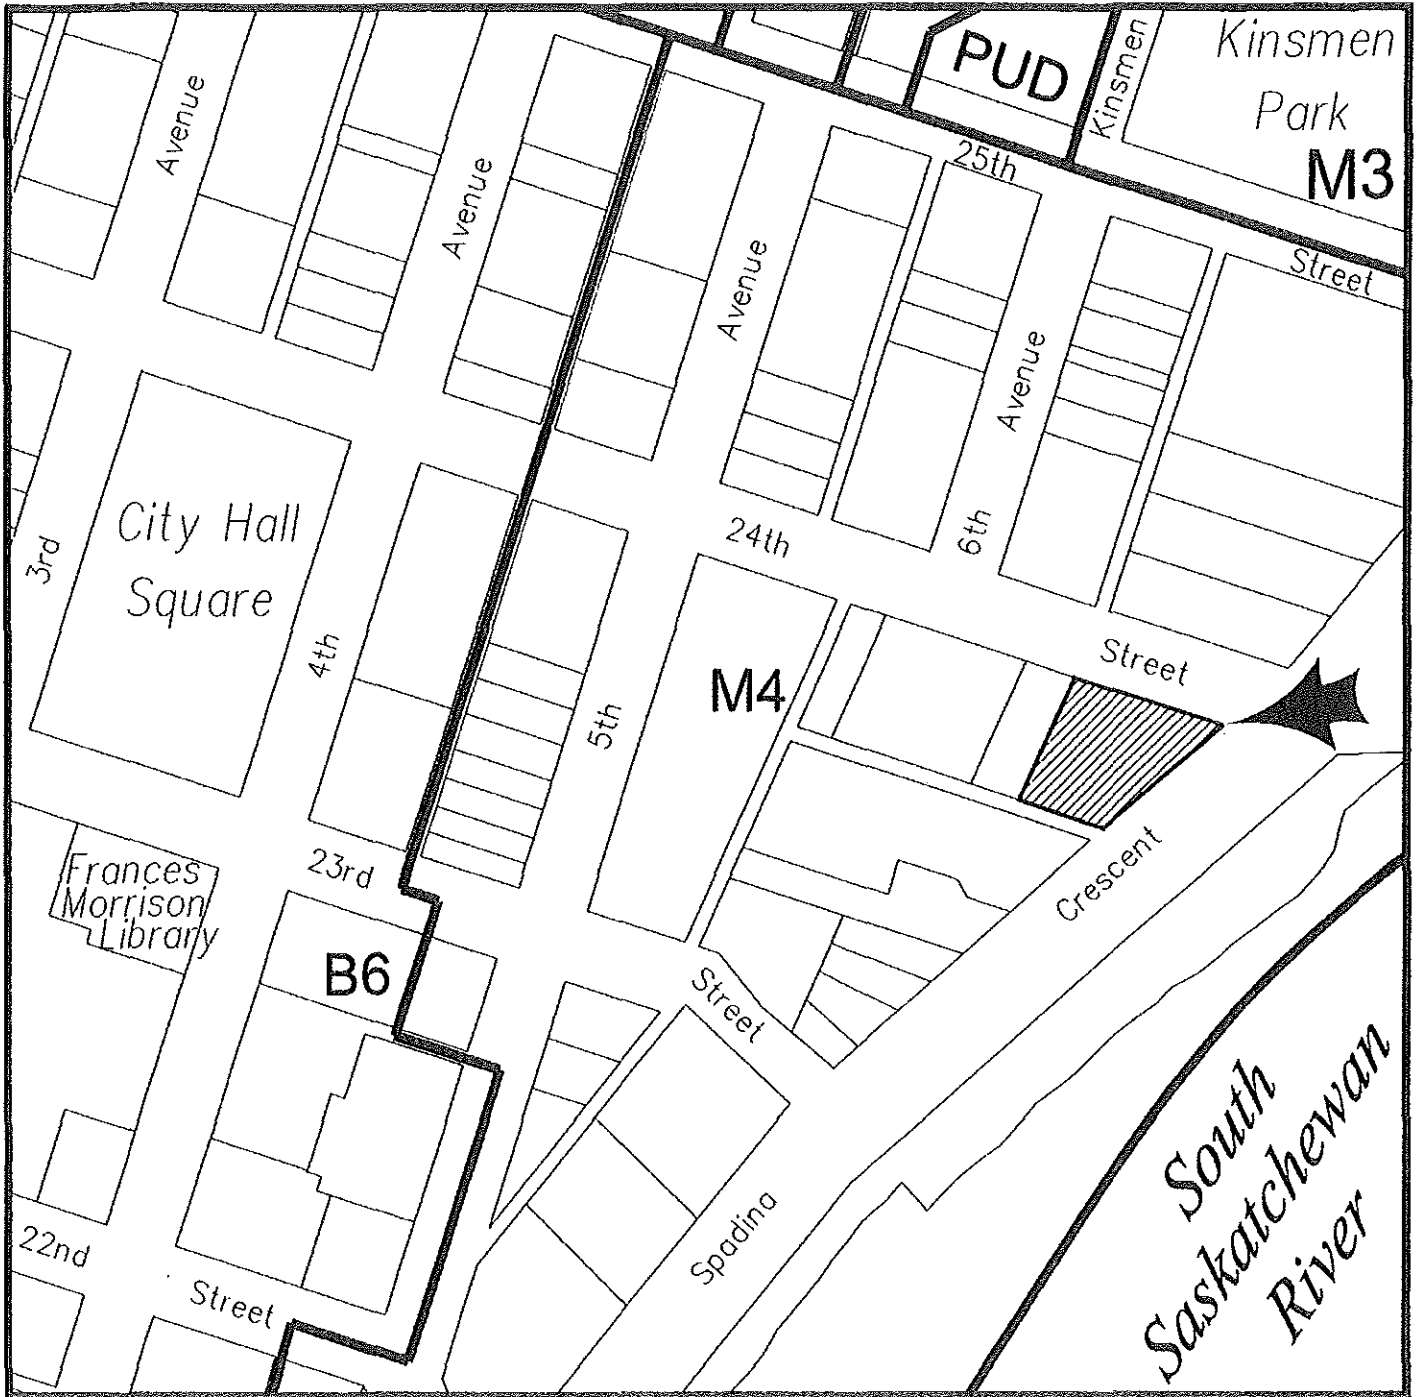 Kinsmen
Park
M3
PUD
Kinsmen
25th
Street
Avenue
Avenue
Avenue
Avenue
City Hall
Square
3rd
4th
5th
6th
24th
Street
M4
Frances
Morrison
Library
23rd
Street
B6
Crescent
Spadina
22nd
Street
South
Saskatchewan
River